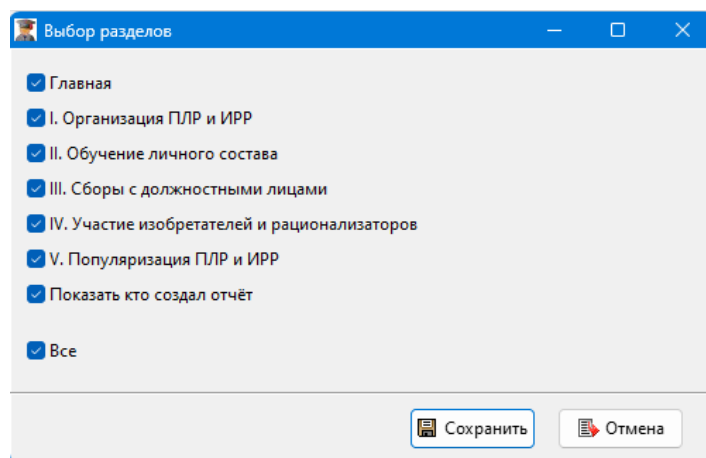 Выбор разделов
Главная
I. Организация ПЛР и ИРР
II. Обучение личного состава
III. Сборы с должностными лицами
IV. Участие изобретателей и рационализаторов
V. Популяризация ПЛР и ИРР
Показать кто создал отчёт
Все
Сохранить Отмена